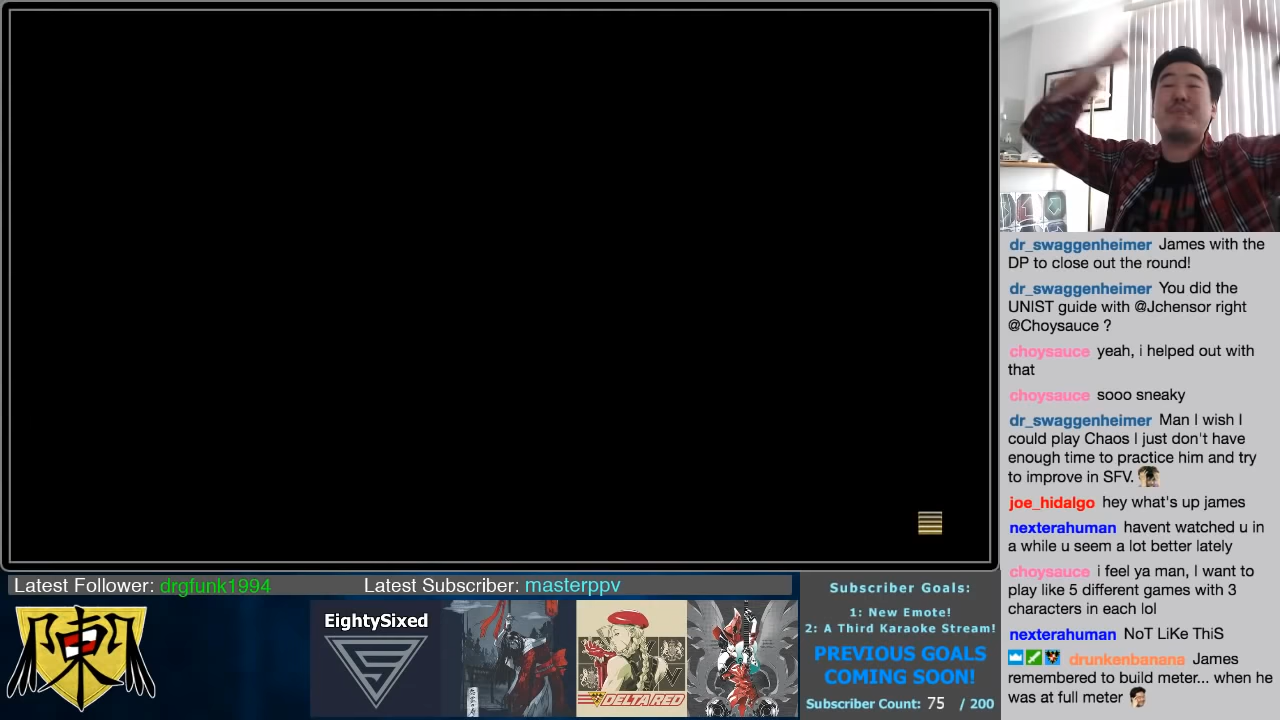 dr_swaggenheimer James with the
DP to close out the round!
dr_swaggenheimer You did the
UNIST guide with @Jchensor right
@Choysauce ?
choysauce yeah, i helped out with
that
choysauce sooo sneaky
dr_swaggenheimer Man I wish I
could play Chaos I just don't have
enough time to practice him and try
to improve in SFV.
joe_hidalgo hey what's up james
nexterahuman havent watched u in
a while u seem a lot better lately
choysauce i feel ya man, I want to
play like 5 different games with 3
characters in each lol
nexterahuman NoT LiKe ThiS
drunkenbanana James
remembered to build meter... when he
was at full meter
Latest Follower: drgfunk1994
Latest Subscriber: masterppv
EightySixed
DELTA RED
Subscriber Goals:
1: New Emote!
2: A Third Karaoke Stream!
PREVIOUS GOALS
COMING SOON!
Subscriber Count: 75 / 200